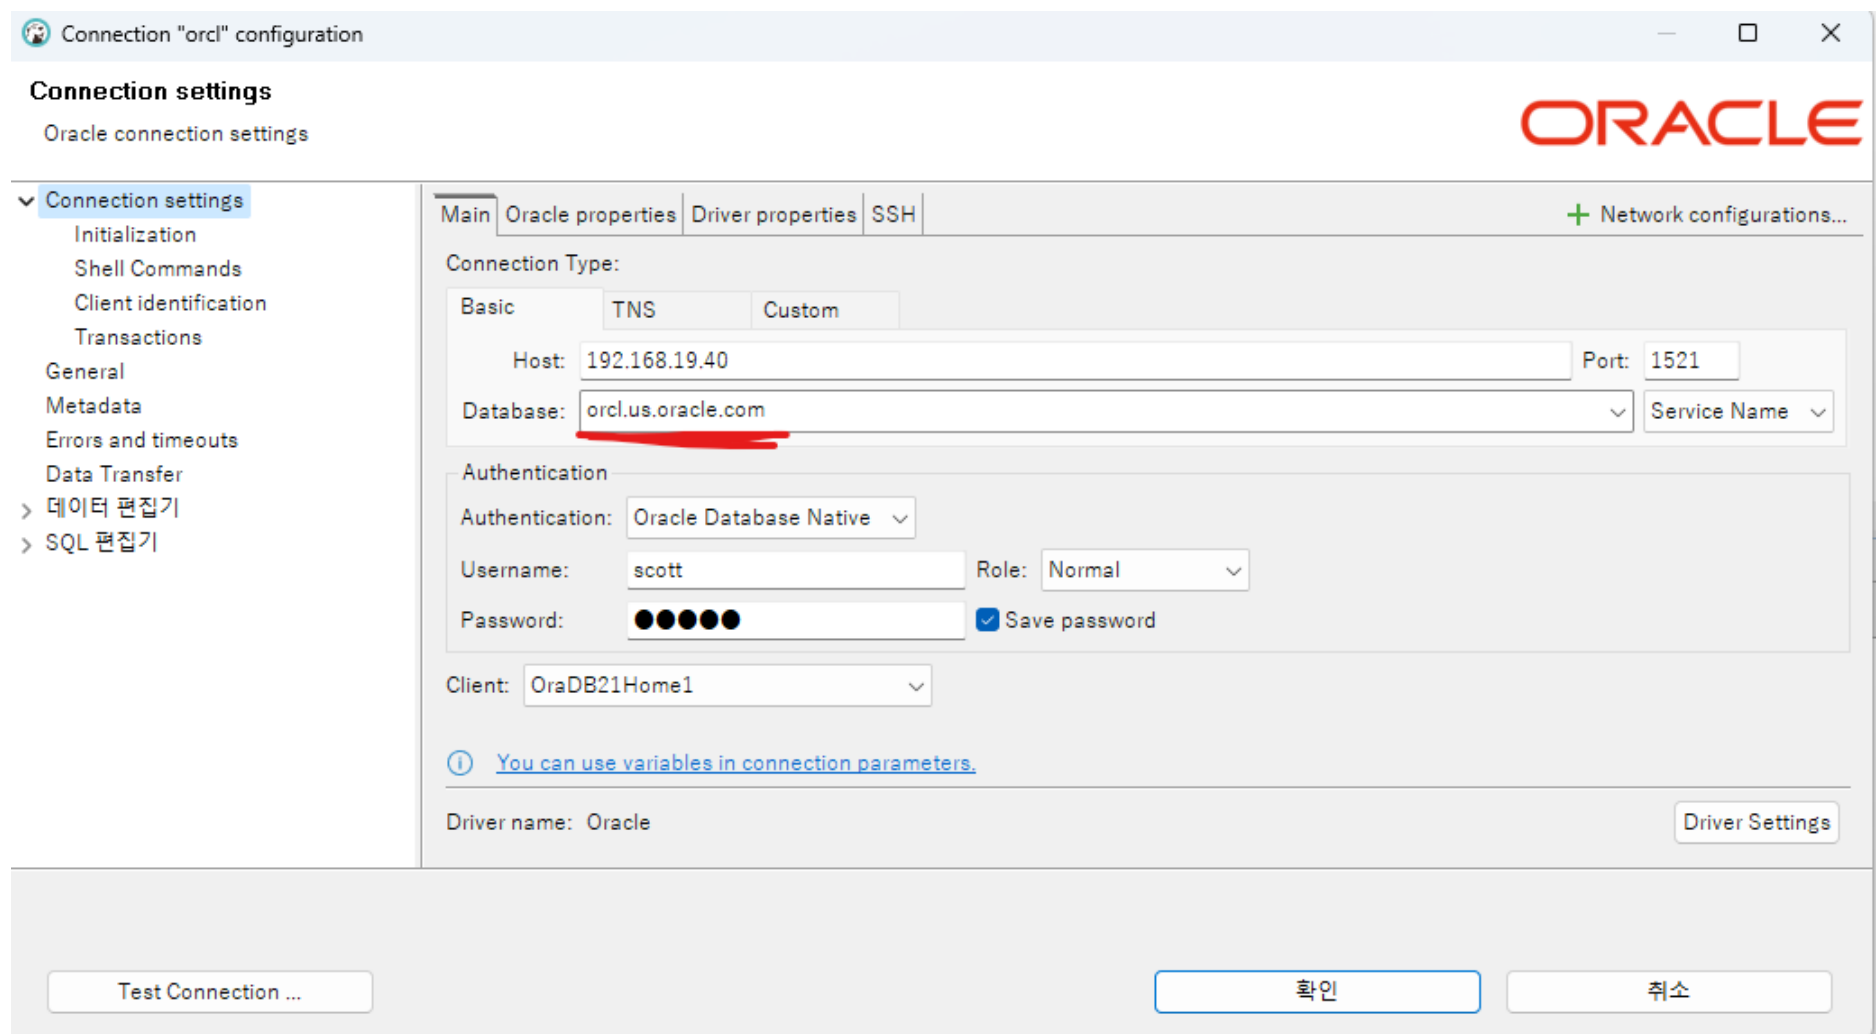 Connection "orcl" configuration
Connection settings
Oracle connection settings
ORACLE
Connection settings
Initialization
Shell Commands
Client identification
Transactions
General
Metadata
Errors and timeouts
Data Transfer
데이터 편집기
SQL 편집기
Main Oracle properties Driver properties SSH Network configurations...
Connection Type:
Basic TNS Custom
Host: 192.168.19.40 Port: 1521
Database: orcl.us.oracle.com Service Name
Authentication
Authentication: Oracle Database Native
Username: scott Role: Normal
Password: ●●●●● Save password
Client: OraDB21Home1
You can use variables in connection parameters.
Driver name: Oracle Driver Settings
Test Connection ... 확인 취소